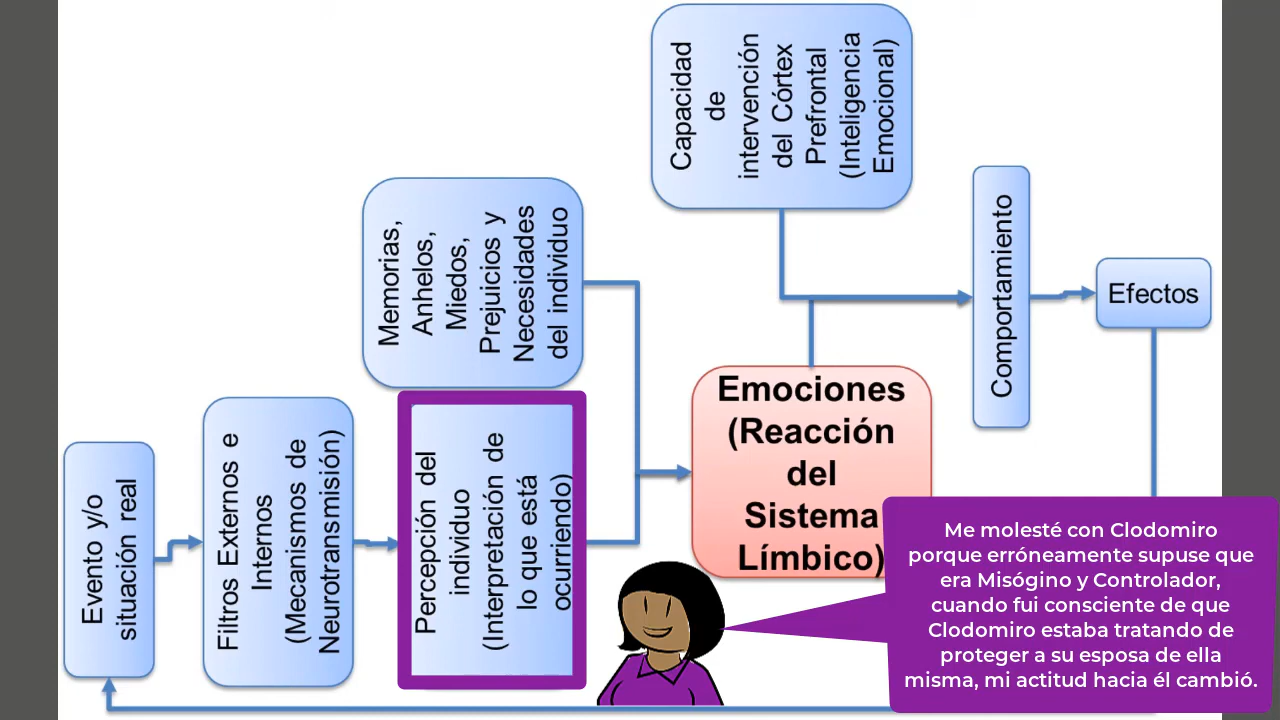 Evento y/o
situación real
Filtros Externos e
Internos
(Mecanismos de
Neurotransmisión)
Memorias,
Anhelos,
Miedos,
Prejuicios y
Necesidades
del individuo
Percepción del
individuo
(Interpretación de
lo que está
ocurriendo)
Capacidad
de
intervención
del Córtex
Prefrontal
(Inteligencia
Emocional)
Emociones
(Reacción
del
Sistema
Límbico)
Comportamiento
Efectos
Me molesté con Clodomiro
porque erróneamente supuse que
era Misógino y Controlador,
cuando fui consciente de que
Clodomiro estaba tratando de
proteger a su esposa de ella
misma, mi actitud hacia él cambió.